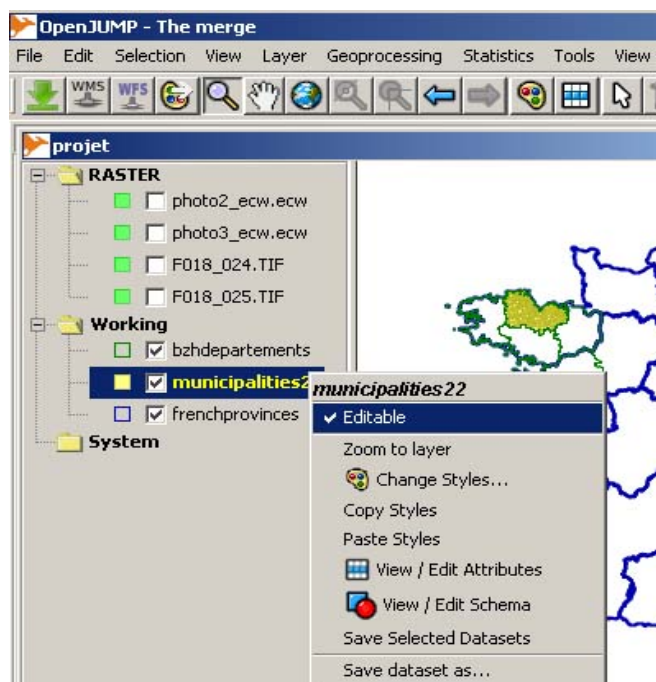 OpenJUMP - The merge
File Edit Selection View Layer Geoprocessing Statistics Tools View
WMS WFS
projet
RASTER
photo2_ecw.ecw
photo3_ecw.ecw
F018_024.TIF
F018_025.TIF
Working
bzhdepartements
municipalities2
frenchprovinces
System
municipalities22
Editable
Zoom to layer
Change Styles...
Copy Styles
Paste Styles
View / Edit Attributes
View / Edit Schema
Save Selected Datasets
Save dataset as...